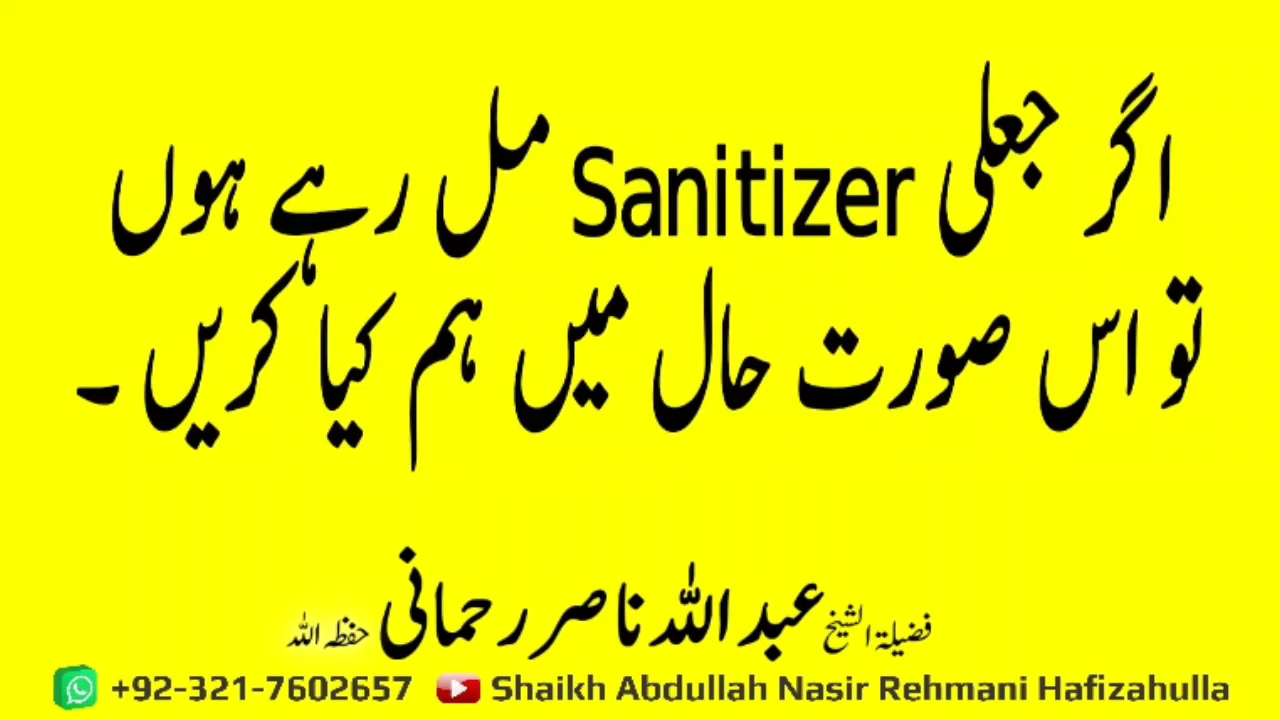 اگر جعلی Sanitizer مل رہے ہوں
تو اس صورت حال میں ہم کیا کریں۔
فضیلۃ الشیخ عبد اللہ ناصر رحمانی حفظہ اللہ
+92-321-7602657 Shaikh Abdullah Nasir Rehmani Hafizahulla